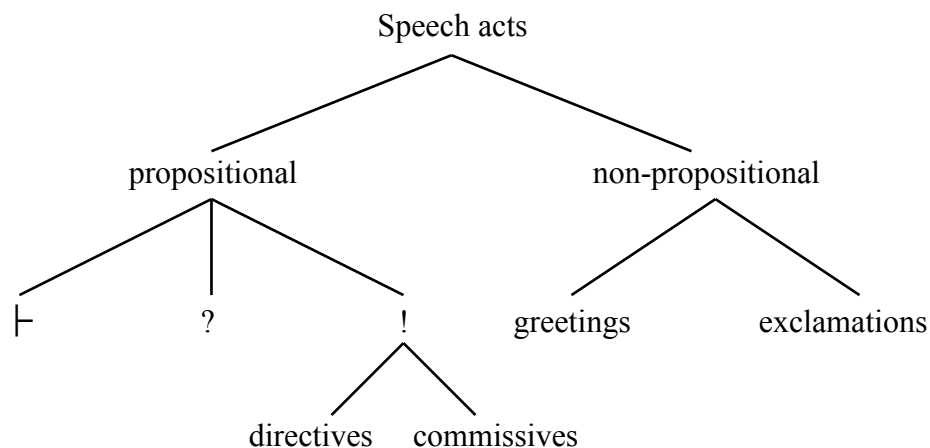 Speech acts
propositional non-propositional
⊢ ? ! greetings exclamations
directives commissives